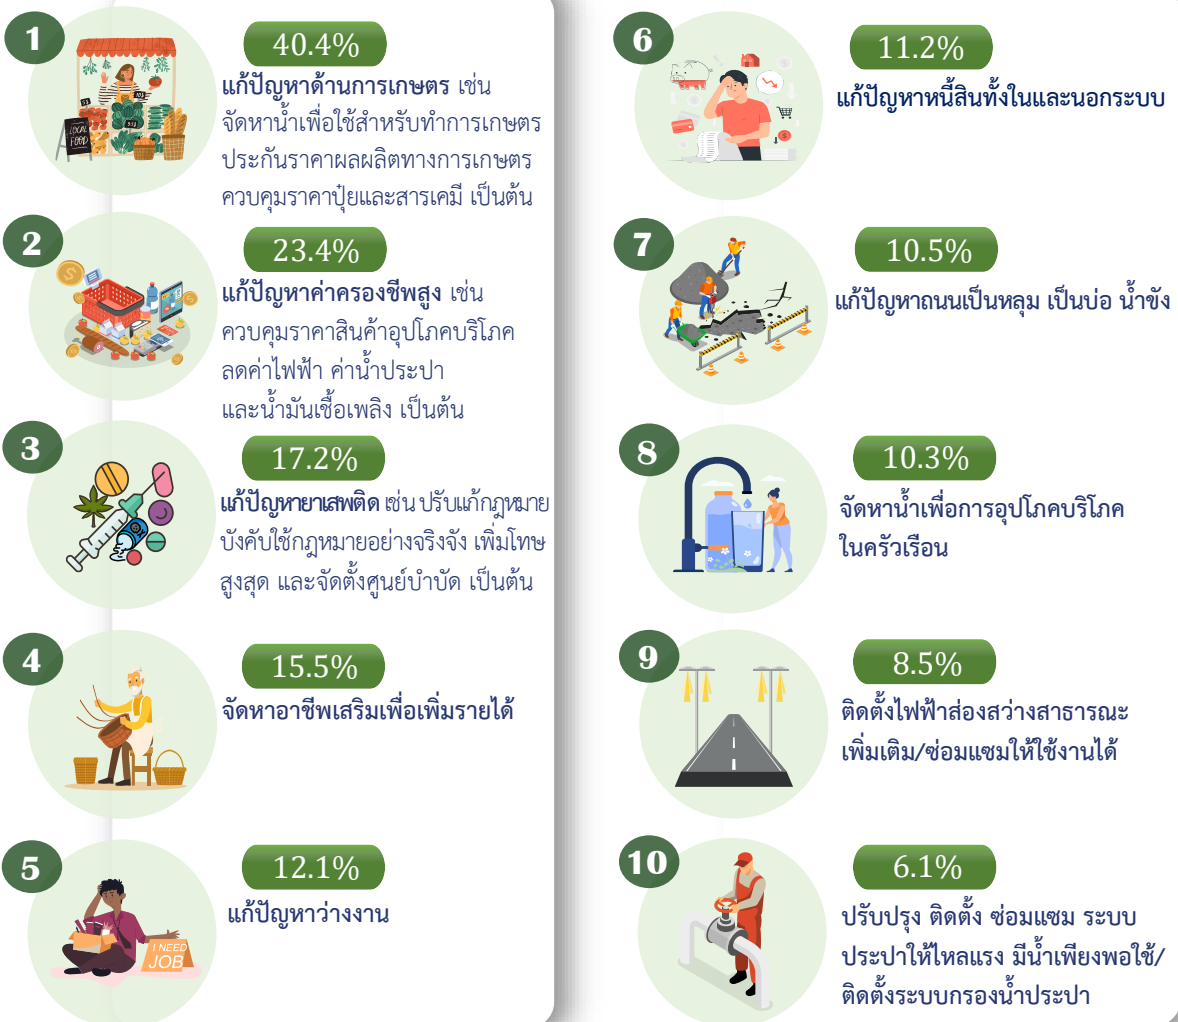 1
40.4%
แก้ปัญหาด้านการเกษตร เช่น
จัดหาน้ำเพื่อใช้สำหรับทำการเกษตร
ประกันราคาผลผลิตทางการเกษตร
ควบคุมราคาปุ๋ยและสารเคมี เป็นต้น
LOCAL
FOOD
2
23.4%
แก้ปัญหาค่าครองชีพสูง เช่น
ควบคุมราคาสินค้าอุปโภคบริโภค
ลดค่าไฟฟ้า ค่าน้ำประปา
และน้ำมันเชื้อเพลิง เป็นต้น
3
17.2%
แก้ปัญหายาเสพติด เช่น ปรับแก้กฎหมาย
บังคับใช้กฎหมายอย่างจริงจัง เพิ่มโทษ
สูงสุด และจัดตั้งศูนย์บำบัด เป็นต้น
4
15.5%
จัดหาอาชีพเสริมเพื่อเพิ่มรายได้
5
12.1%
แก้ปัญหาว่างงาน
I NEED
JOB
6
11.2%
แก้ปัญหาหนี้สินทั้งในและนอกระบบ
7
10.5%
แก้ปัญหาถนนเป็นหลุม เป็นบ่อ น้ำขัง
8
10.3%
จัดหาน้ำเพื่อการอุปโภคบริโภค
ในครัวเรือน
9
8.5%
ติดตั้งไฟฟ้าส่องสว่างสาธารณะ
เพิ่มเติม/ซ่อมแซมให้ใช้งานได้
10
6.1%
ปรับปรุง ติดตั้ง ซ่อมแซม ระบบ
ประปาให้ไหลแรง มีน้ำเพียงพอใช้/
ติดตั้งระบบกรองน้ำประปา